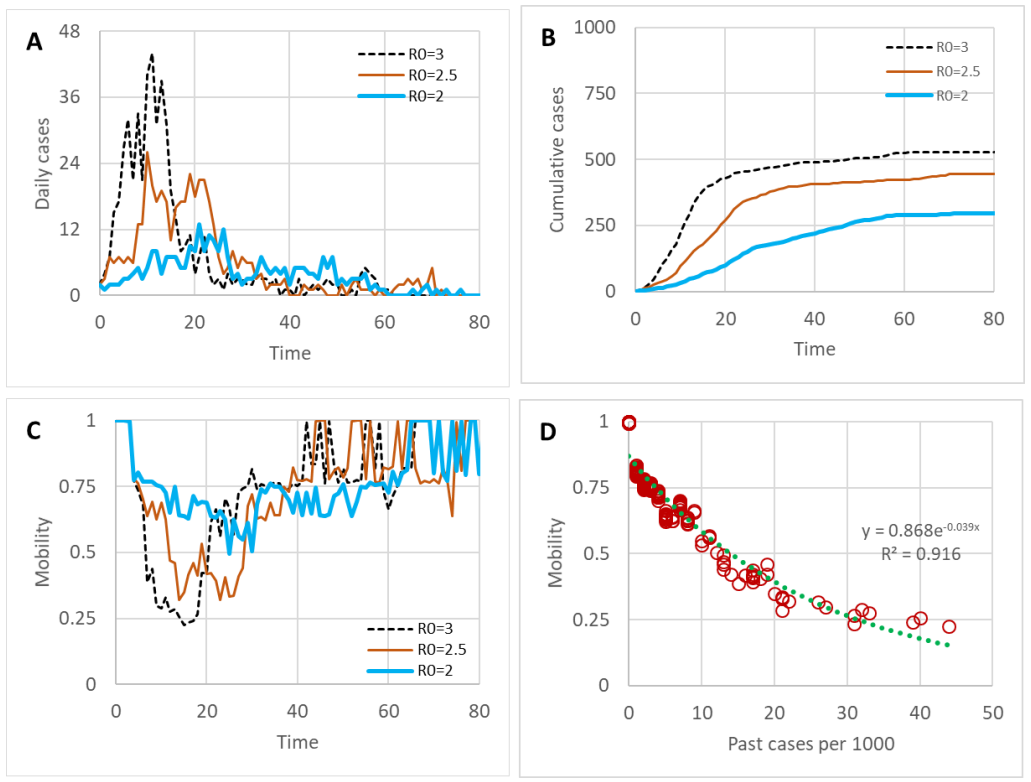 A
48
36
24
12
0
Daily cases
R0=3
R0=2.5
R0=2
0
20
40
60
80
Time
B
1000
750
500
250
0
Cumulative cases
R0=3
R0=2.5
R0=2
0
20
40
60
80
Time
C
1
0.75
0.5
0.25
0
Mobility
R0=3
R0=2.5
R0=2
0
20
40
60
80
Time
D
1
0.75
0.5
0.25
0
Mobility
y = 0.868e^-0.039x
R² = 0.916
0
10
20
30
40
50
Past cases per 1000